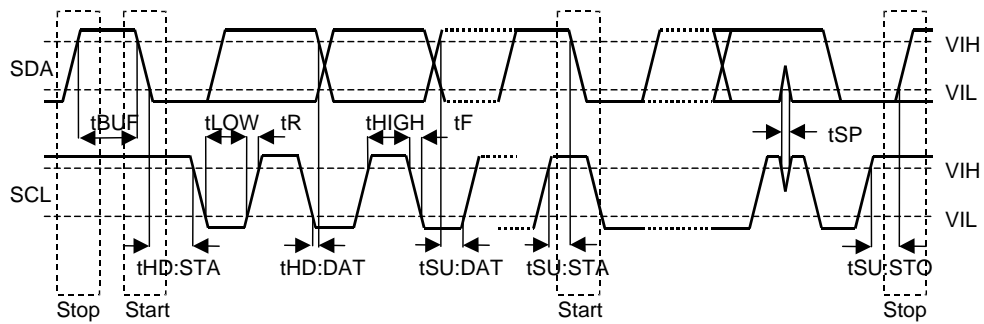 VIH
SDA
VIL
tBUF tLOW tR tHIGH tF tSP
VIH
SCL
VIL
tHD:STA tHD:DAT tSU:DAT tSU:STA tSU:STO
Stop Start Start Stop